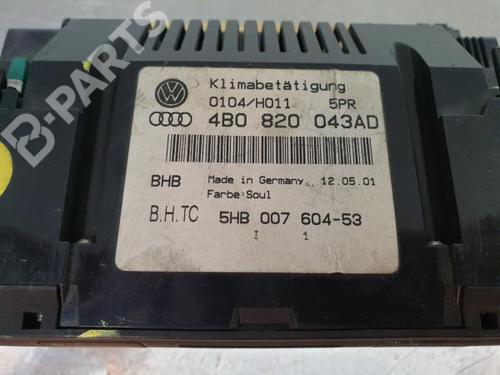 B-PARTS
Klimabetätigung
0104/H011 5PR
4B0 820 043AD
BHB Made in Germany.. 12.05.01
Farbe:Soul
B.H.TC 5HB 007 604-53
I 1